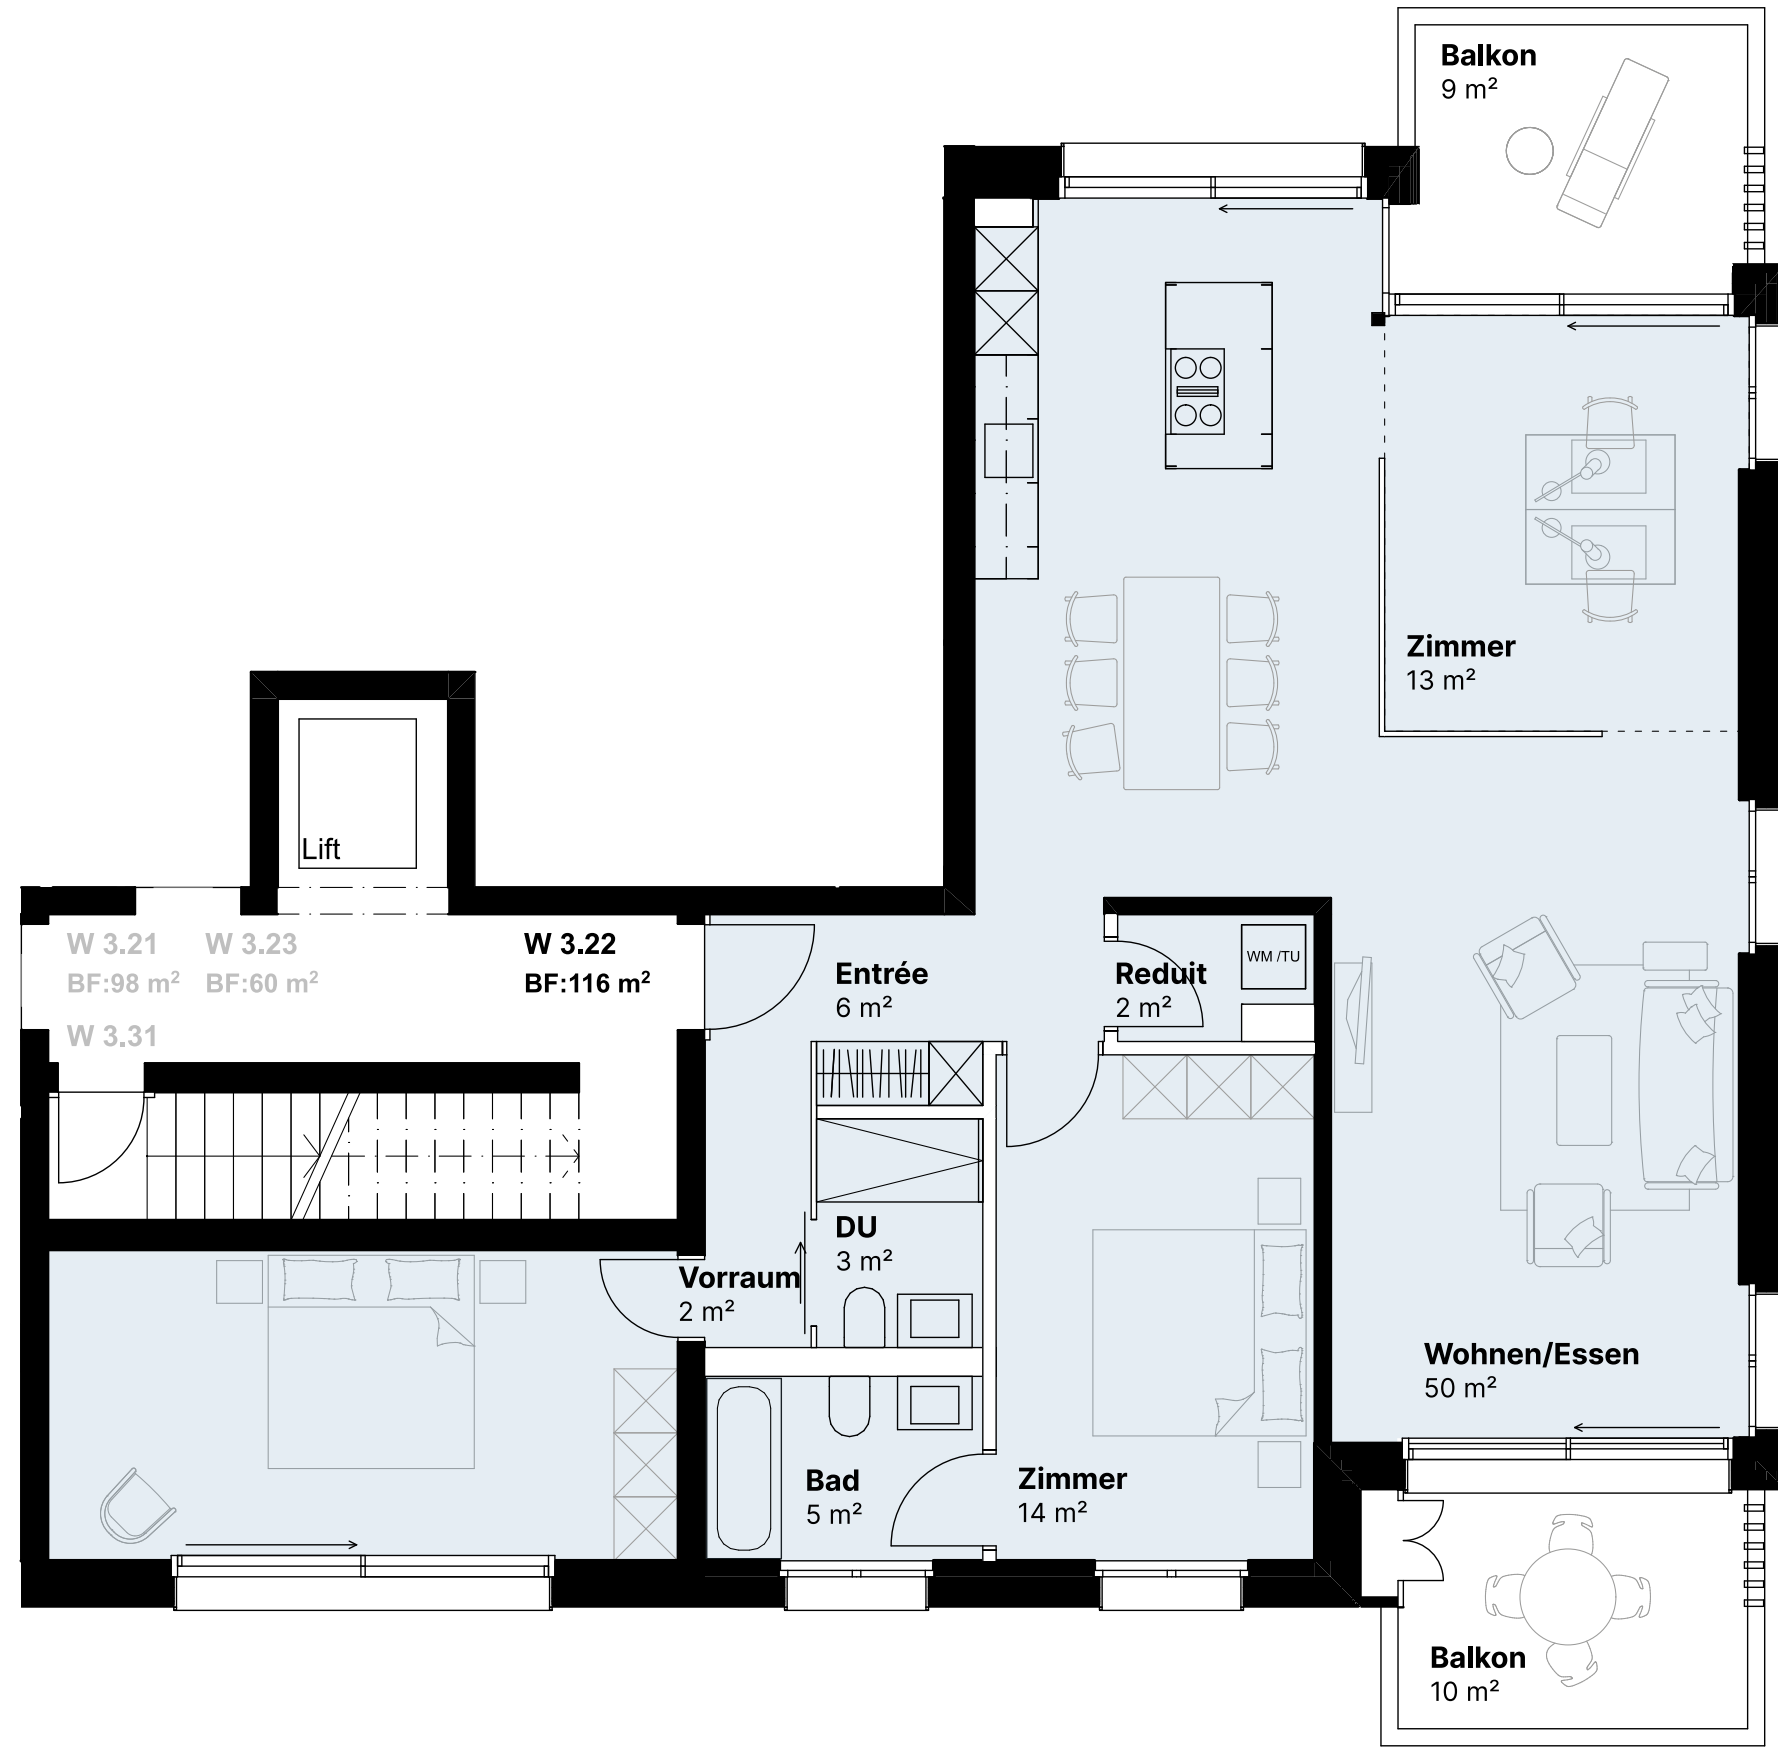 Balkon
9 m²
Zimmer
13 m²
Lift
W 3.21
BF:98 m²
W 3.23
BF:60 m²
W 3.22
BF:116 m²
W 3.31
Entrée
6 m²
Reduit
2 m²
WM /TU
DU
3 m²
Vorraum
2 m²
Wohnen/Essen
50 m²
Bad
5 m²
Zimmer
14 m²
Balkon
10 m²